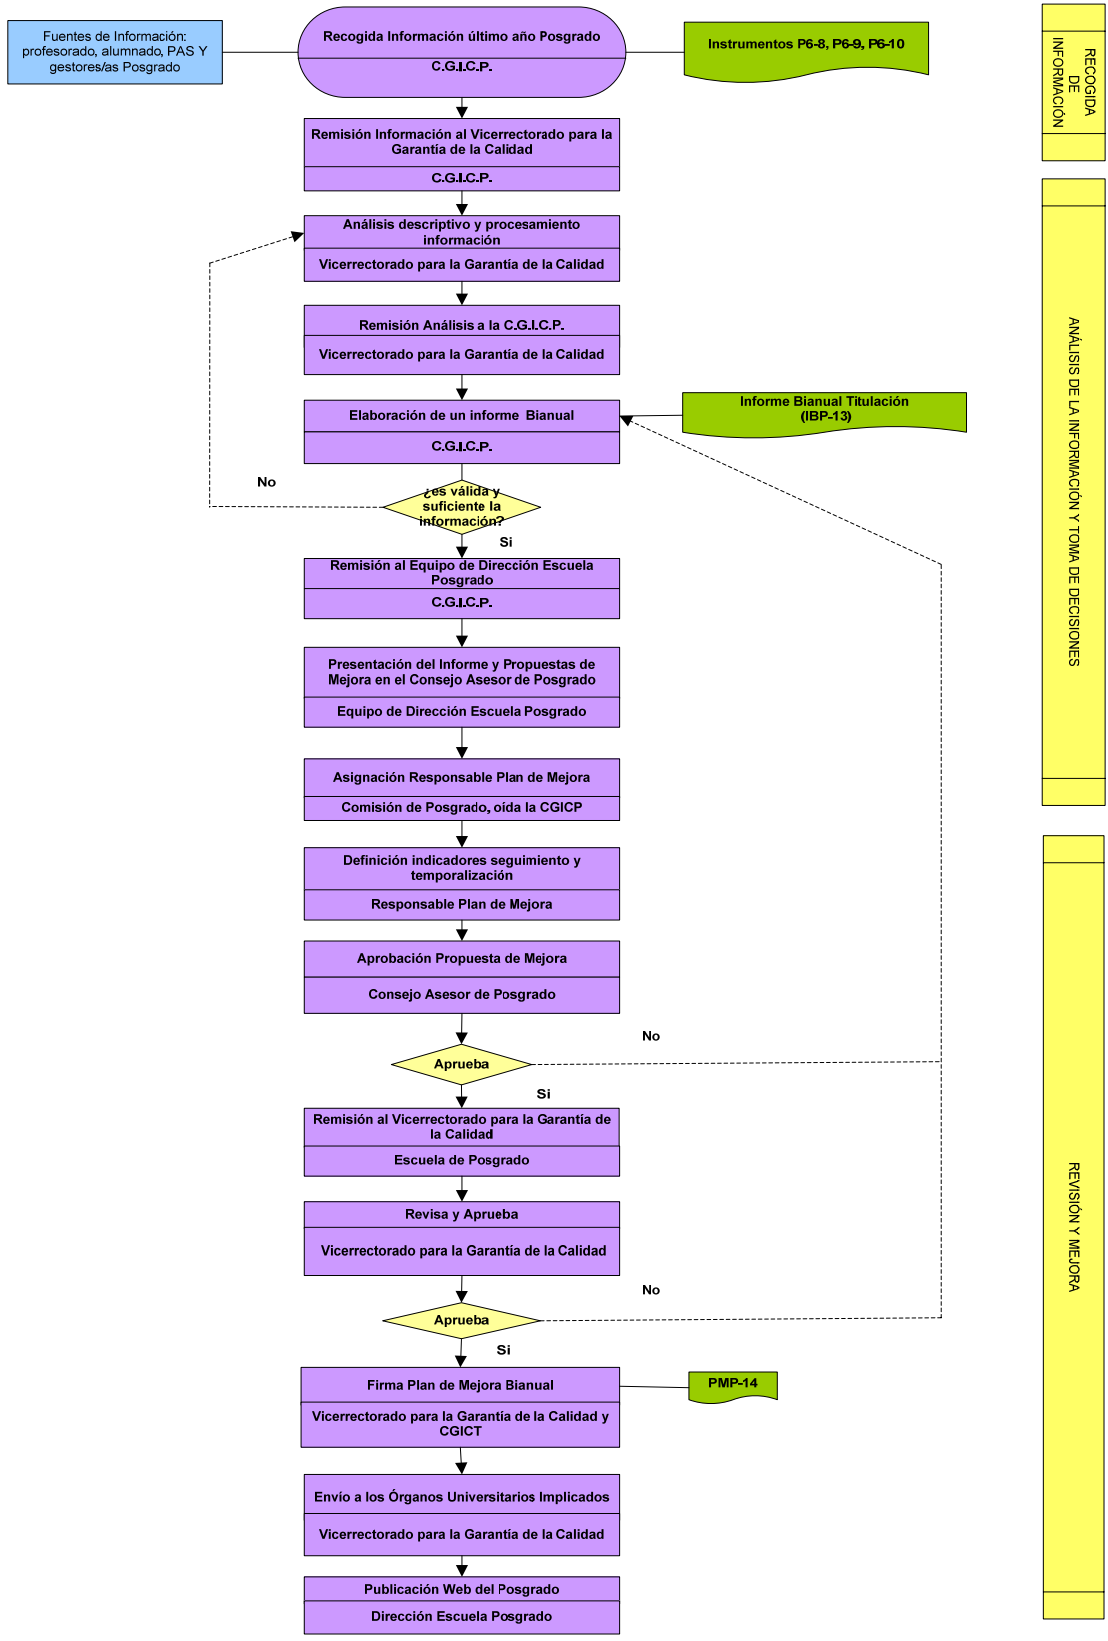 Fuentes de Información:
profesorado, alumnado, PAS Y
gestores/as Posgrado
Recogida Información último año Posgrado
C.G.I.C.P.
Instrumentos P6-8, P6-9, P6-10
RECOGIDA
DE
INFORMACIÓN
Remisión Información al Vicerrectorado para la
Garantía de la Calidad
C.G.I.C.P.
Análisis descriptivo y procesamiento
información
Vicerrectorado para la Garantía de la Calidad
Remisión Análisis a la C.G.I.C.P.
Vicerrectorado para la Garantía de la Calidad
ANÁLISIS DE LA INFORMACIÓN Y TOMA DE DECISIONES
Elaboración de un informe Bianual
C.G.I.C.P.
Informe Bianual Titulación
(IBP-13)
No
¿es válida y
suficiente la
información?
Si
Remisión al Equipo de Dirección Escuela
Posgrado
C.G.I.C.P.
Presentación del Informe y Propuestas de
Mejora en el Consejo Asesor de Posgrado
Equipo de Dirección Escuela Posgrado
Asignación Responsable Plan de Mejora
Comisión de Posgrado, oída la CGICP
Definición indicadores seguimiento y
temporalización
Responsable Plan de Mejora
Aprobación Propuesta de Mejora
Consejo Asesor de Posgrado
No
Aprueba
Si
Remisión al Vicerrectorado para la Garantía de
la Calidad
Escuela de Posgrado
REVISIÓN Y MEJORA
Revisa y Aprueba
Vicerrectorado para la Garantía de la Calidad
No
Aprueba
Si
Firma Plan de Mejora Bianual
Vicerrectorado para la Garantía de la Calidad y
CGICT
PMP-14
Envío a los Órganos Universitarios Implicados
Vicerrectorado para la Garantía de la Calidad
Publicación Web del Posgrado
Dirección Escuela Posgrado